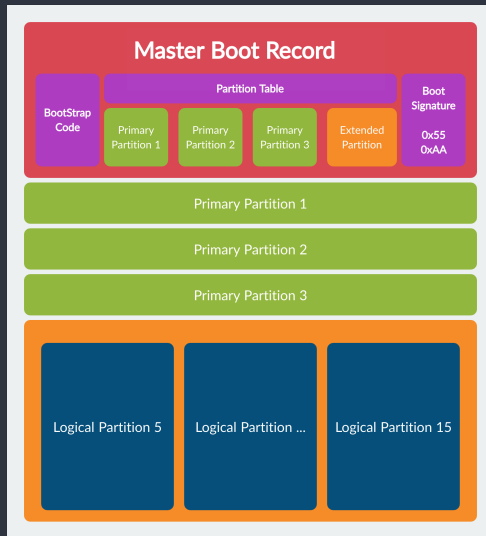 Master Boot Record
BootStrap
Code
Partition Table
Primary
Partition 1
Primary
Partition 2
Primary
Partition 3
Extended
Partition
Boot
Signature
0x55
0xAA
Primary Partition 1
Primary Partition 2
Primary Partition 3
Logical Partition 5
Logical Partition ...
Logical Partition 15